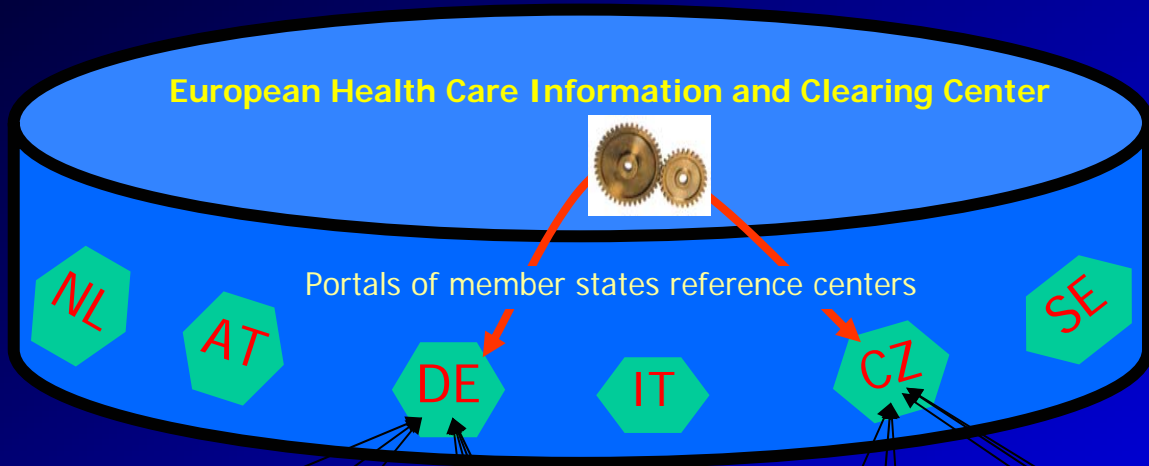 European Health Care Information and Clearing Center
Portals of member states reference centers
NL
AT
DE
IT
CZ
SE